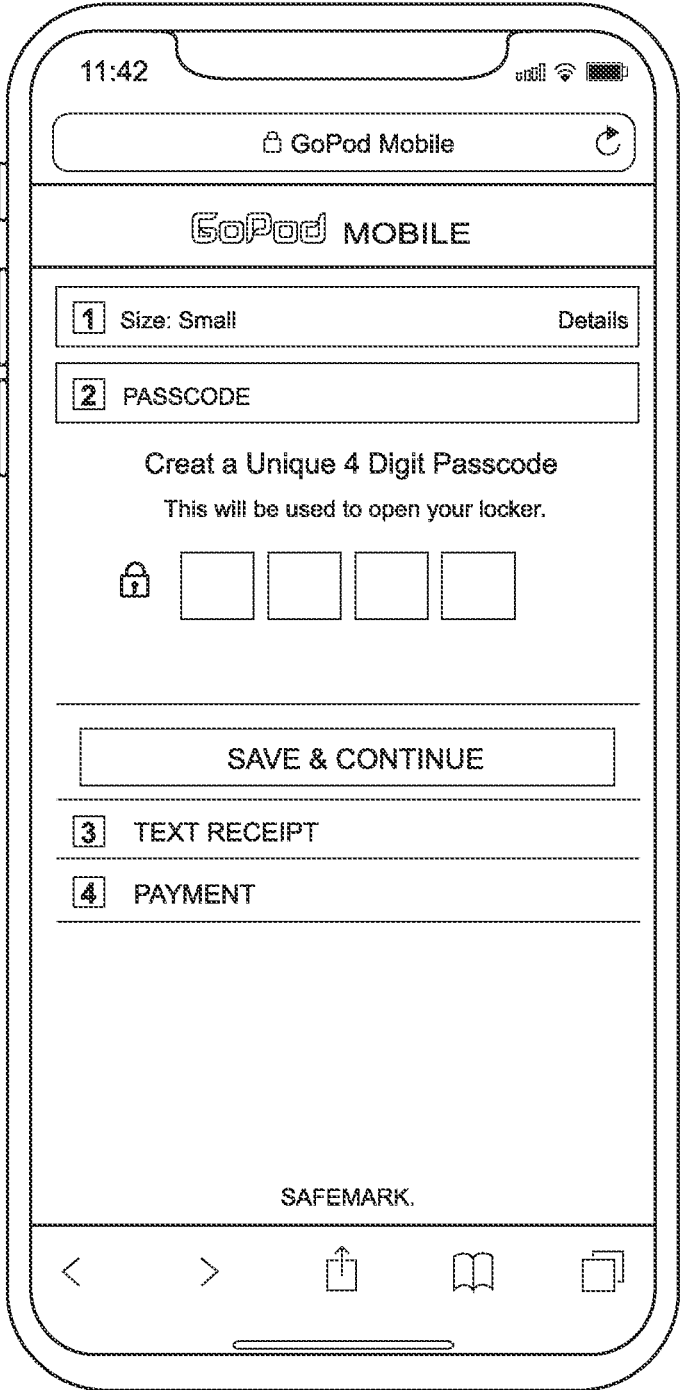 11:42
GoPod Mobile
GoPod MOBILE
1 Size: Small Details
2 PASSCODE
Creat a Unique 4 Digit Passcode
This will be used to open your locker.
SAVE & CONTINUE
3 TEXT RECEIPT
4 PAYMENT
SAFEMARK.